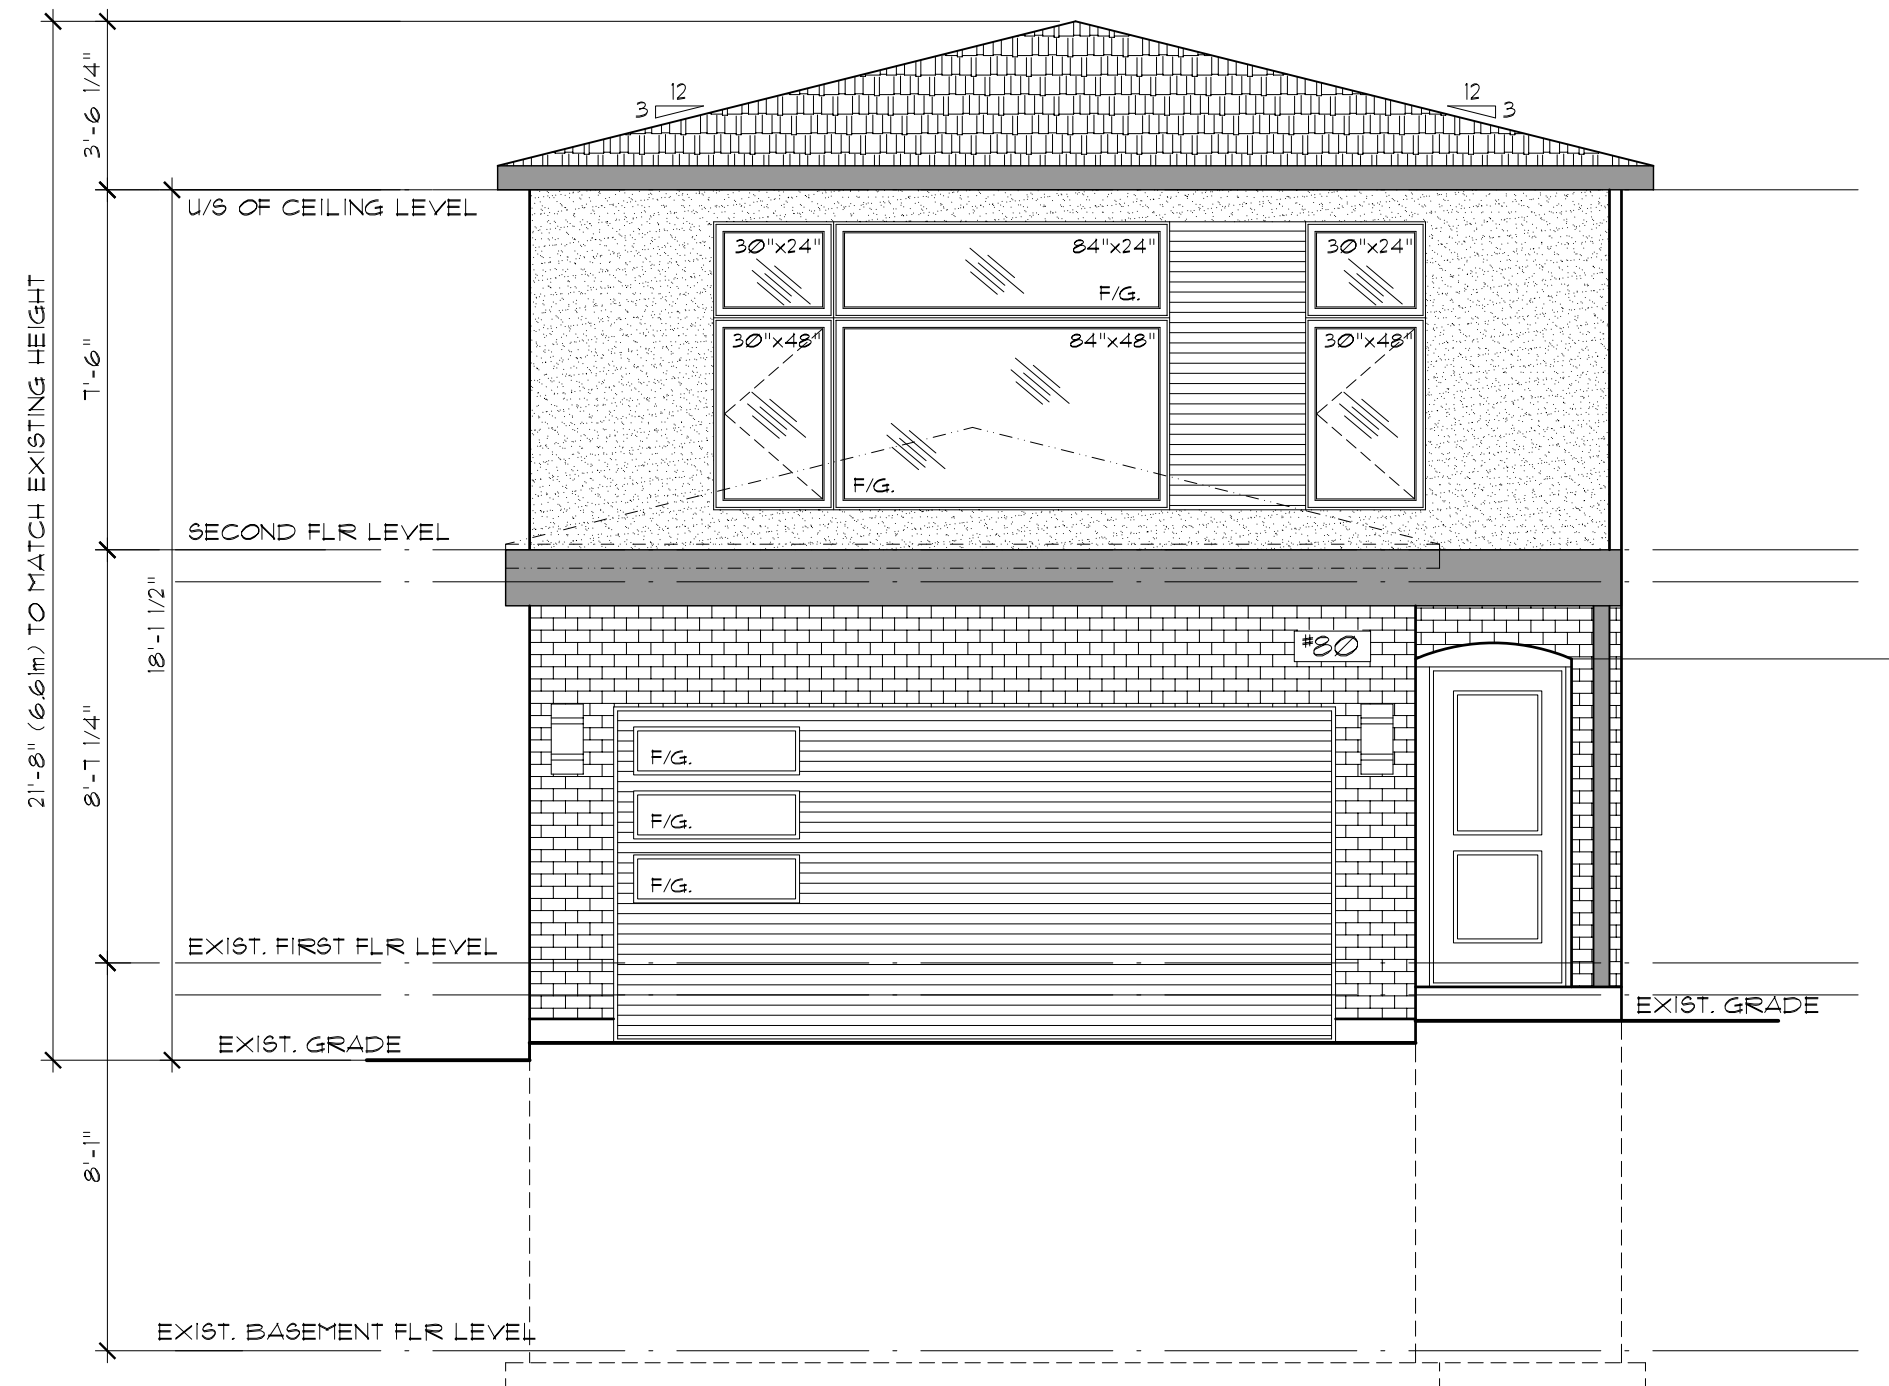 12
3
12
3
3'-6 1/4"
U/S OF CEILING LEVEL
30"x24"
84"x24"
F/G.
30"x24"
30"x48"
84"x48"
F/G.
30"x48"
7'-6"
21'-8" (6.61m) TO MATCH EXISTING HEIGHT
SECOND FLR LEVEL
18'-1 1/2"
#80
8'-7 1/4"
F/G.
F/G.
F/G.
EXIST. FIRST FLR LEVEL
EXIST. GRADE
EXIST. GRADE
8'-1"
EXIST. BASEMENT FLR LEVEL